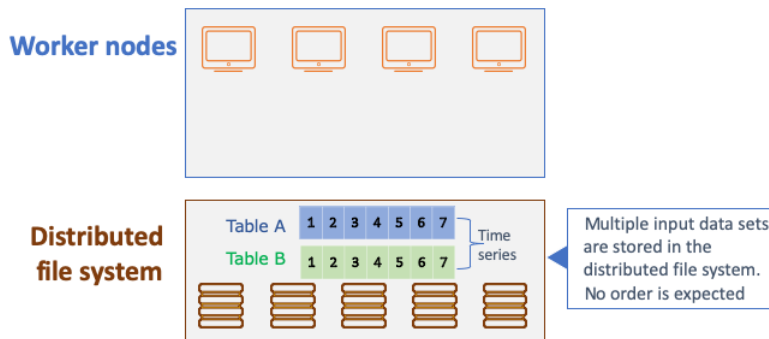 Worker nodes
Table A 1 2 3 4 5 6 7
Table B 1 2 3 4 5 6 7
Time
series
Distributed
file system
Multiple input data sets
are stored in the
distributed file system.
No order is expected